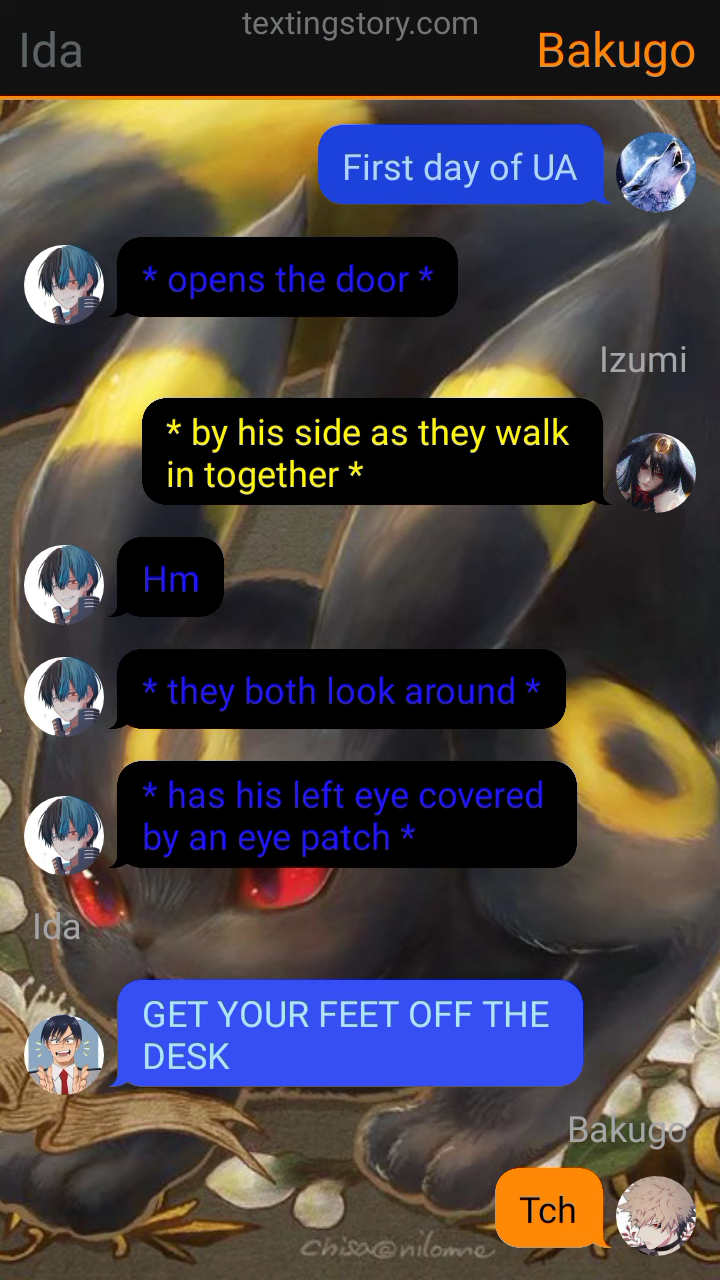 textingstory.com
Ida
Bakugo
First day of UA
* opens the door *
Izumi
* by his side as they walk
in together *
Hm
* they both look around *
* has his left eye covered
by an eye patch *
Ida
GET YOUR FEET OFF THE
DESK
Bakugo
Tch
chisa@nilomne